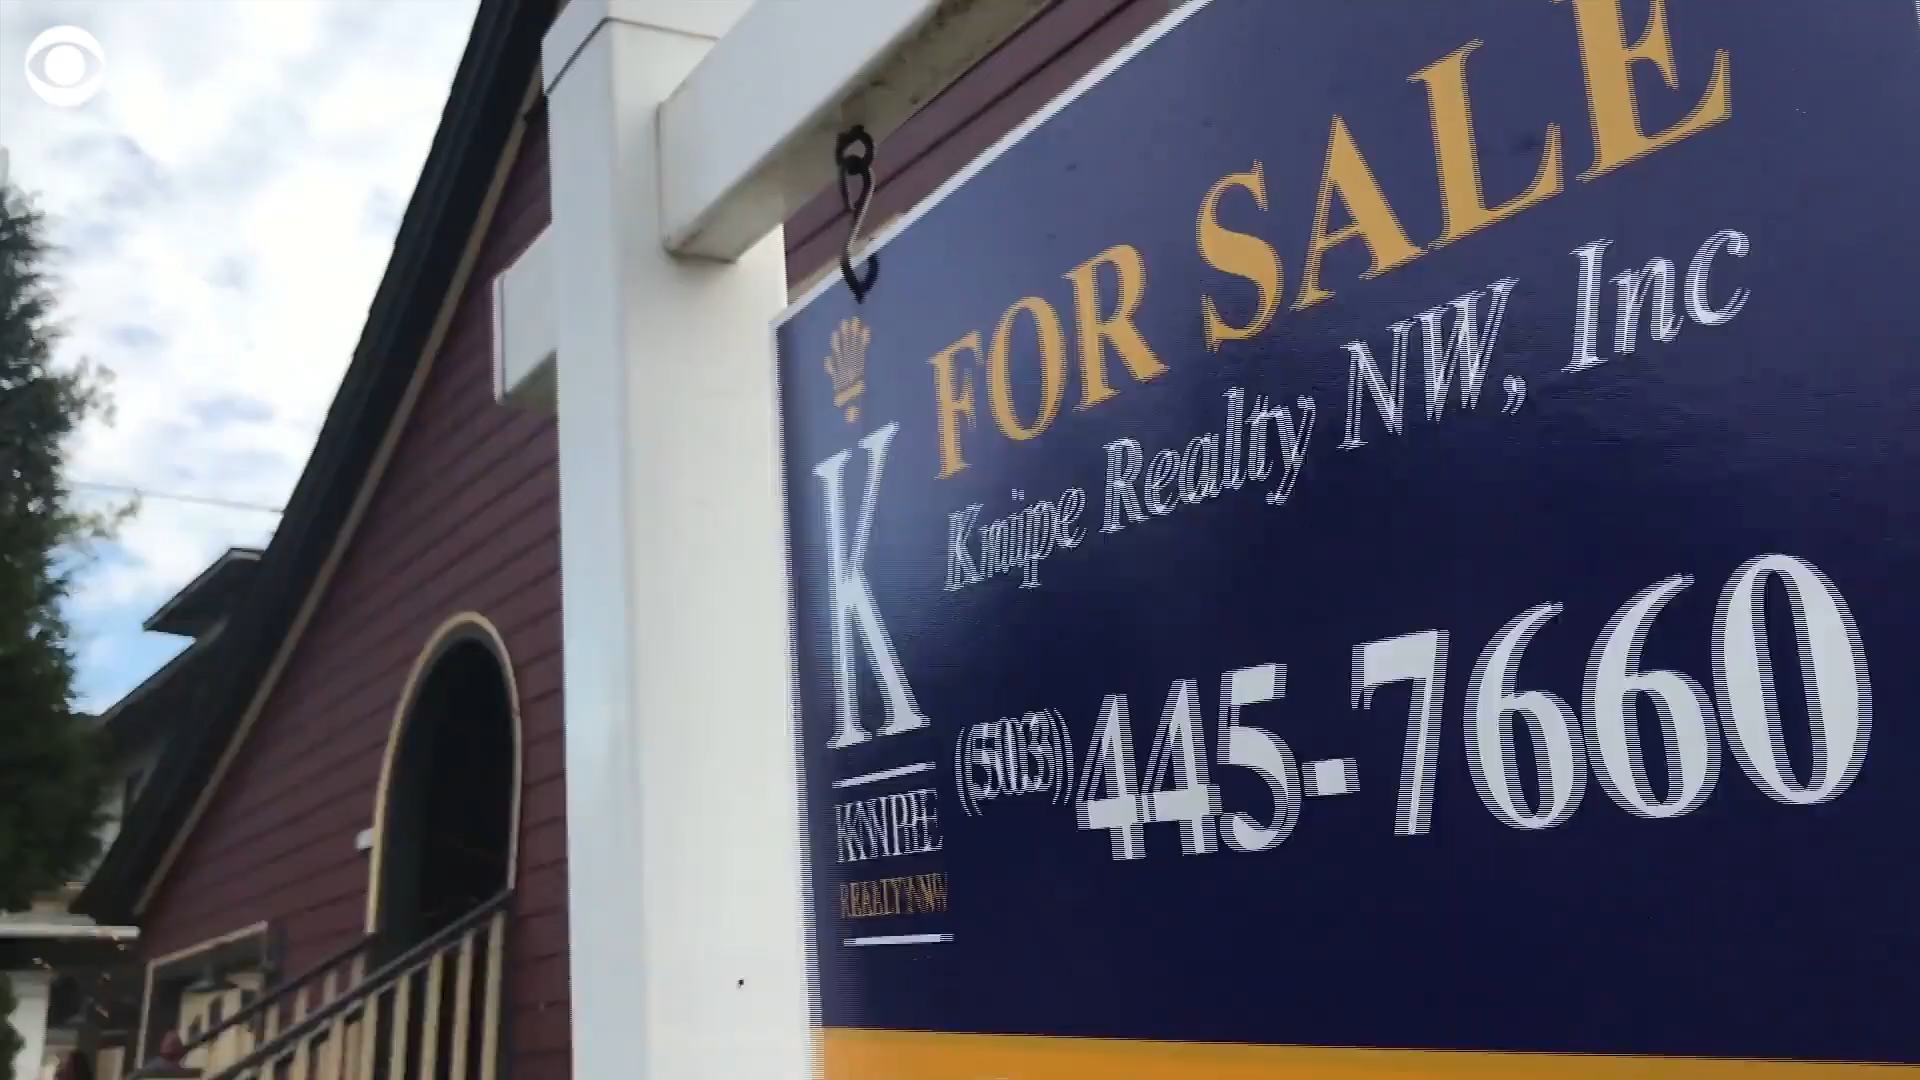 FOR SALE
Knipe Realty NW, Inc
K
(503)445-7660
KNIPE
REALTY NW